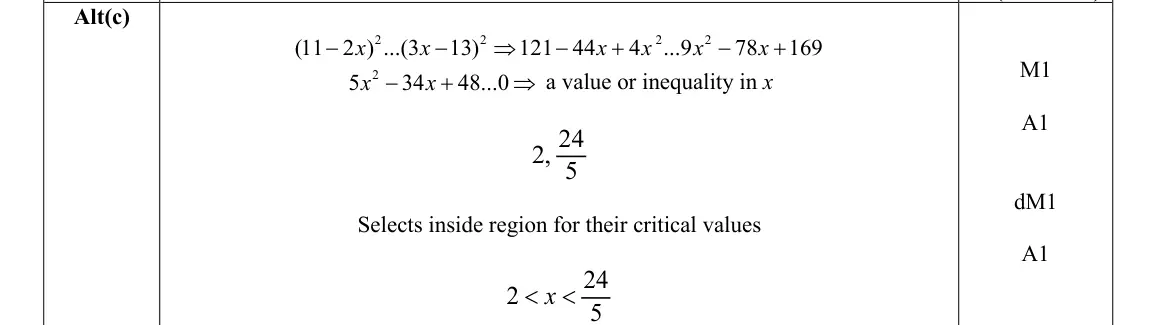 Alt(c)
(11 − 2x)²...(3x − 13)² ⇒ 121 − 44x + 4x²...9x² − 78x + 169
5x² − 34x + 48...0 ⇒ a value or inequality in x
M1
A1
2, 24/5
dM1
Selects inside region for their critical values
A1
2 < x < 24/5